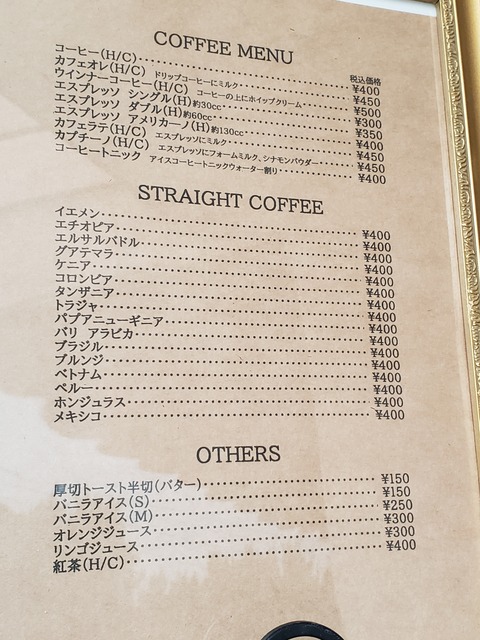 COFFEE MENU
税込価格
コーヒー(H/C) ¥400
カフェオレ(H/C) ドリップコーヒーにミルク ¥450
ウインナーコーヒー(H/C) コーヒーの上にホイップクリーム ¥500
エスプレッソ シングル(H)約30cc ¥300
エスプレッソ ダブル(H)約60cc ¥350
エスプレッソ アメリカーノ(H)約130cc ¥400
カフェラテ(H/C) エスプレッソにミルク ¥450
カプチーノ(H/C) エスプレッソにフォームミルク、シナモンパウダー ¥450
コーヒートニック アイスコーヒートニックウォーター割り ¥400
STRAIGHT COFFEE
イエメン ¥400
エチオピア ¥400
エルサルバドル ¥400
グアテマラ ¥400
ケニア ¥400
コロンビア ¥400
タンザニア ¥400
トラジャ ¥400
パプアニューギニア ¥400
バリ アラビカ ¥400
ブラジル ¥400
ブルンジ ¥400
ベトナム ¥400
ペルー ¥400
ホンジュラス ¥400
メキシコ ¥400
OTHERS
厚切トースト半切(バター) ¥150
バニラアイス(S) ¥150
バニラアイス(M) ¥250
オレンジジュース ¥300
リンゴジュース ¥300
紅茶(H/C) ¥400